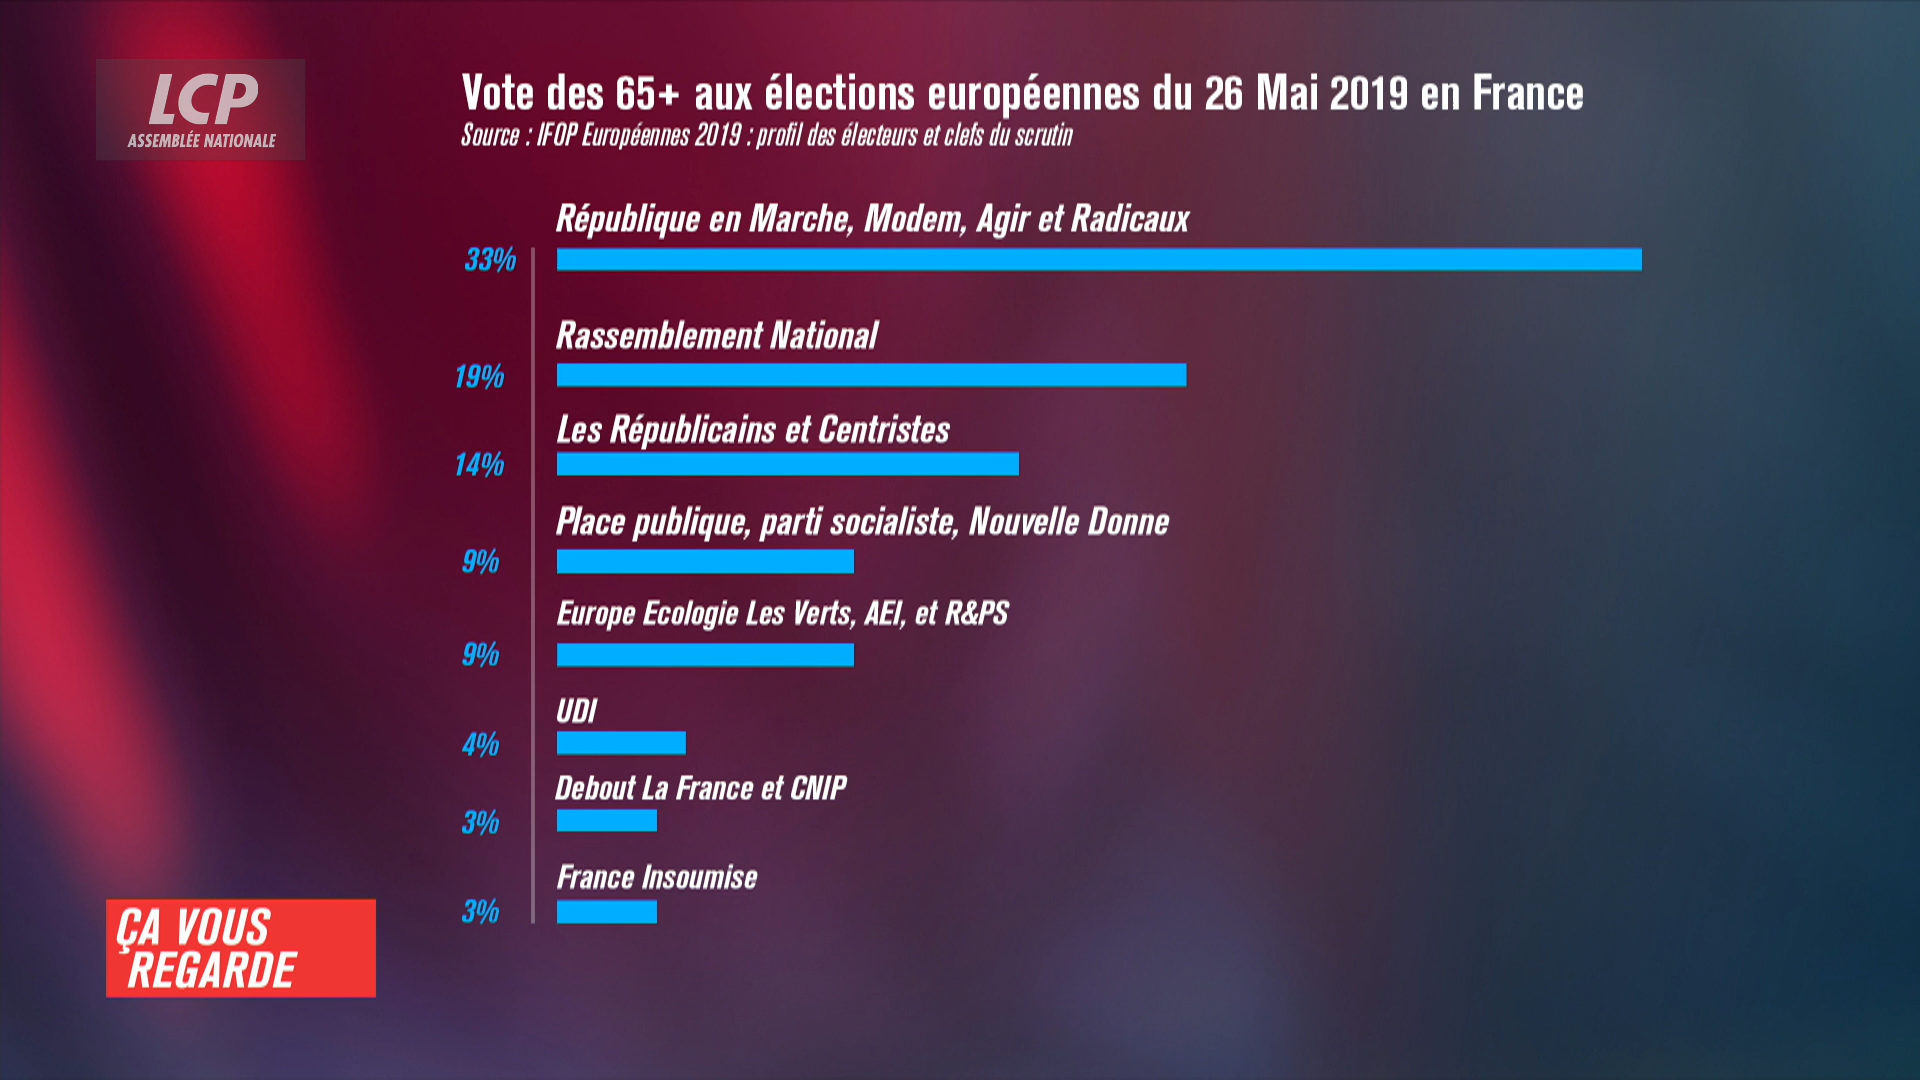 LCP
ASSEMBLÉE NATIONALE
Vote des 65+ aux élections européennes du 26 Mai 2019 en France
Source : IFOP Européennes 2019 : profil des électeurs et clefs du scrutin
République en Marche, Modem, Agir et Radicaux
33%
Rassemblement National
19%
Les Républicains et Centristes
14%
Place publique, parti socialiste, Nouvelle Donne
9%
Europe Ecologie Les Verts, AEI, et R&PS
9%
UDI
4%
Debout La France et CNIP
3%
France Insoumise
3%
ÇA VOUS
REGARDE